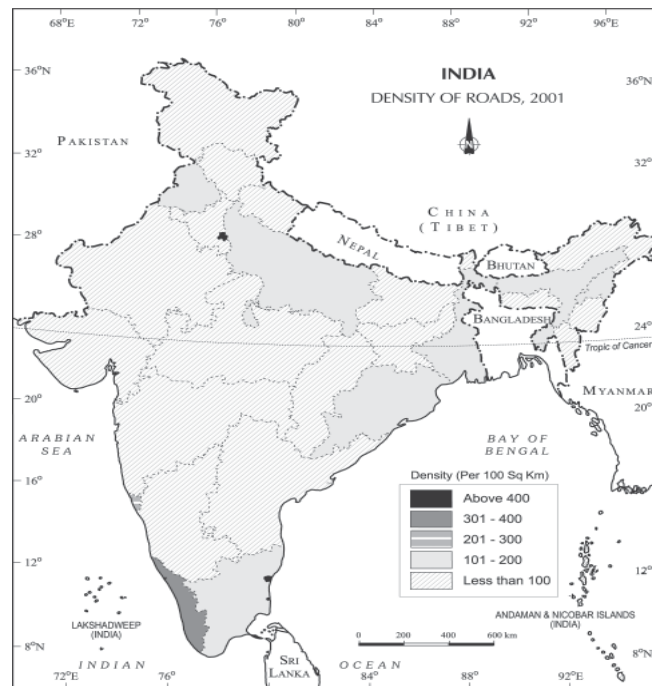 68°E 72° 76° 80° 84° 88° 92° 96°E
INDIA
DENSITY OF ROADS, 2001
36°N
36°N
PAKISTAN
32°
32°
CHINA
(TIBET)
28°
28°
NEPAL
BHUTAN
BANGLADESH
24°
24°
Tropic of Cancer
MYANMAR
20°
20°
ARABIAN
SEA
BAY OF
BENGAL
16°
16°
Density (Per 100 Sq Km)
Above 400
301 - 400
201 - 300
101 - 200
Less than 100
12°
12°
LAKSHADWEEP
(INDIA)
ANDAMAN & NICOBAR ISLANDS
(INDIA)
8°N
8°N
200 0 200 400 600 km
INDIAN
SRI
LANKA
OCEAN
72°E 76° 80° 88° 92°E